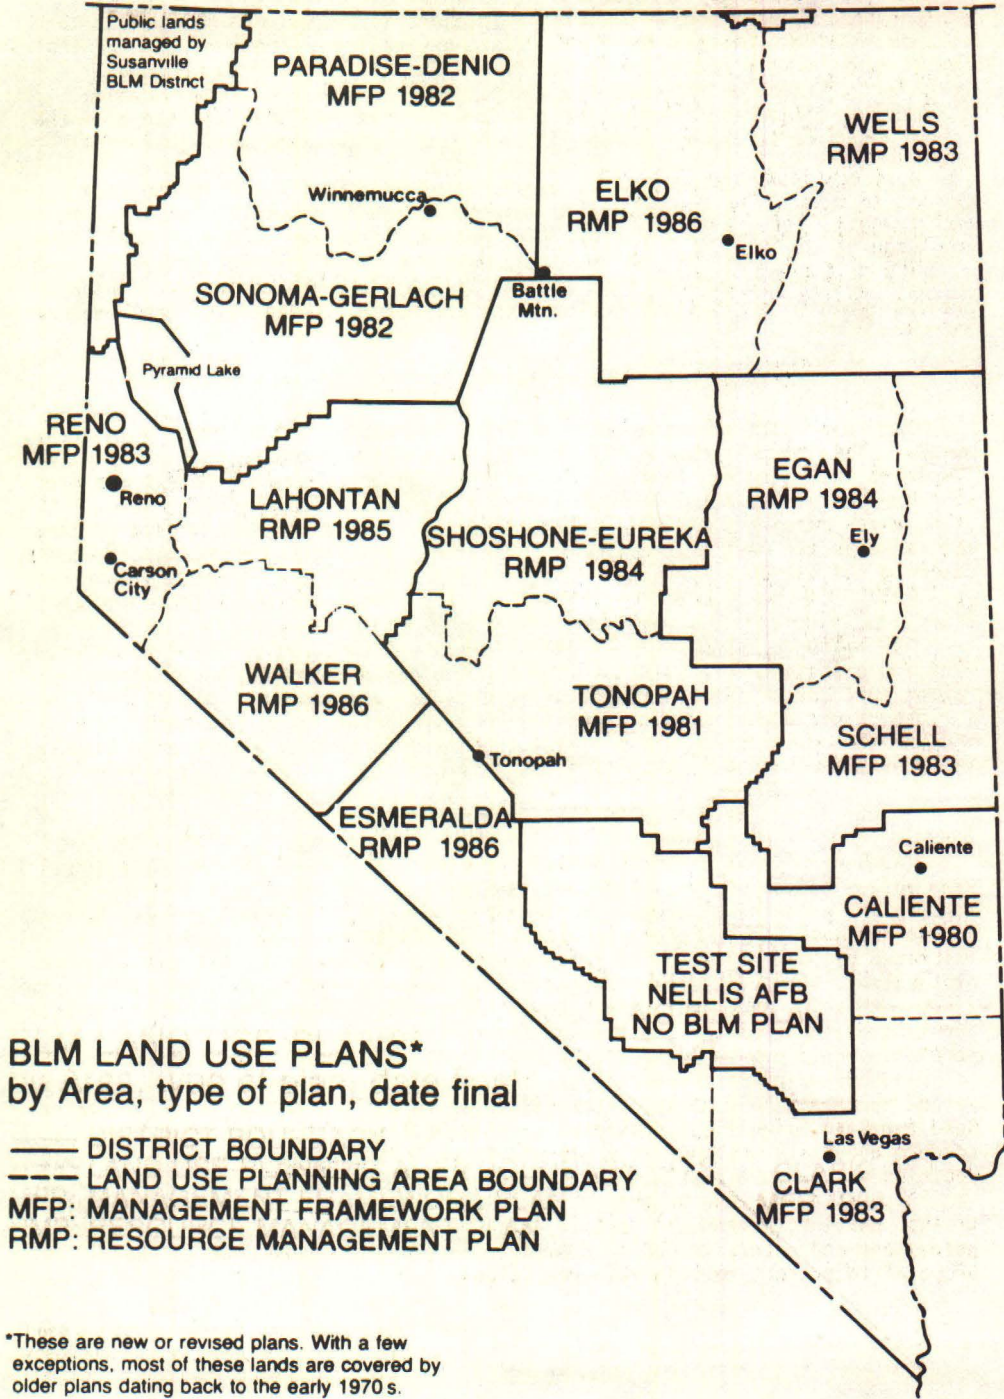 Public lands
managed by
Susanville
BLM District
PARADISE-DENIO
MFP 1982
WELLS
RMP 1983
Winnemucca
ELKO
RMP 1986
Elko
SONOMA-GERLACH
MFP 1982
Battle
Mtn.
Pyramid Lake
RENO
MFP 1983
Reno
LAHONTAN
RMP 1985
EGAN
RMP 1984
SHOSHONE-EUREKA
RMP 1984
Ely
Carson
City
WALKER
RMP 1986
TONOPAH
MFP 1981
SCHELL
MFP 1983
Tonopah
ESMERALDA
RMP 1986
Caliente
CALIENTE
MFP 1980
TEST SITE
NELLIS AFB
NO BLM PLAN
Las Vegas
CLARK
MFP 1983
BLM LAND USE PLANS*
by Area, type of plan, date final
DISTRICT BOUNDARY
LAND USE PLANNING AREA BOUNDARY
MFP: MANAGEMENT FRAMEWORK PLAN
RMP: RESOURCE MANAGEMENT PLAN
*These are new or revised plans. With a few
exceptions, most of these lands are covered by
older plans dating back to the early 1970s.